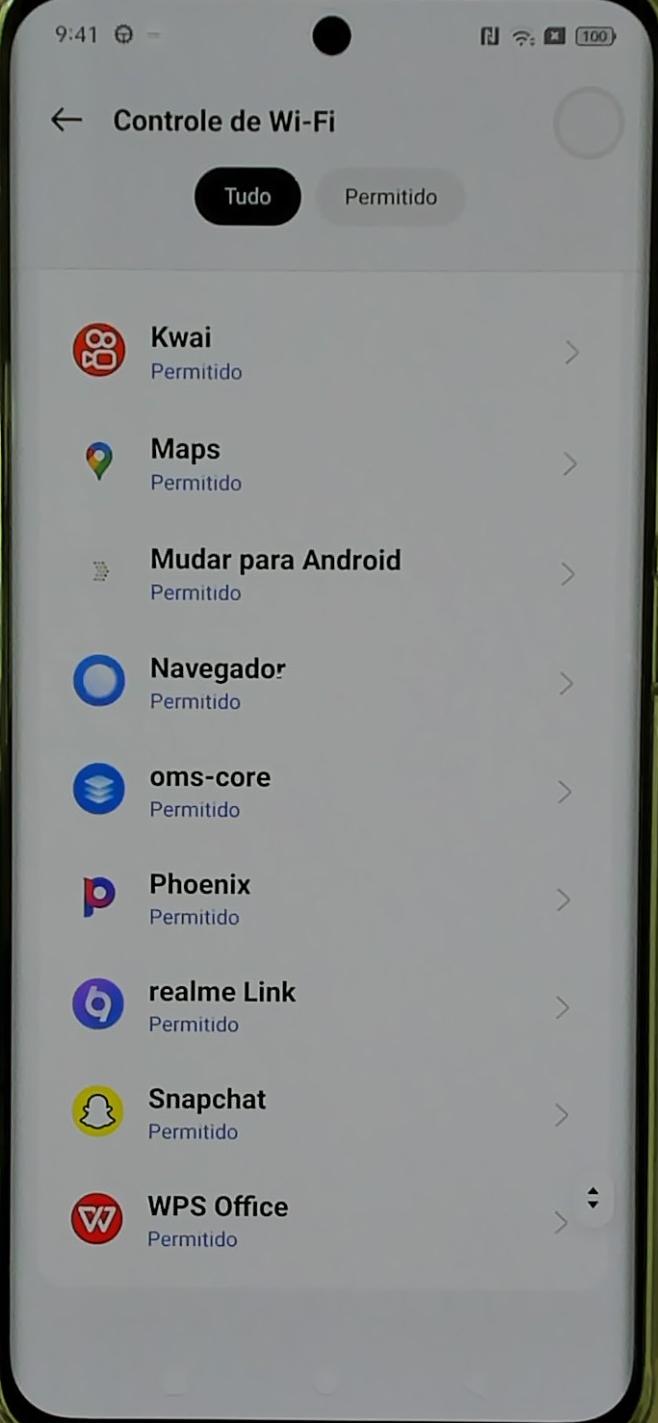 9:41
100
Controle de Wi-Fi
Tudo
Permitido
Kwai
Permitido
Maps
Permitido
Mudar para Android
Permitido
Navegador
Permitido
oms-core
Permitido
Phoenix
Permitido
realme Link
Permitido
Snapchat
Permitido
WPS Office
Permitido